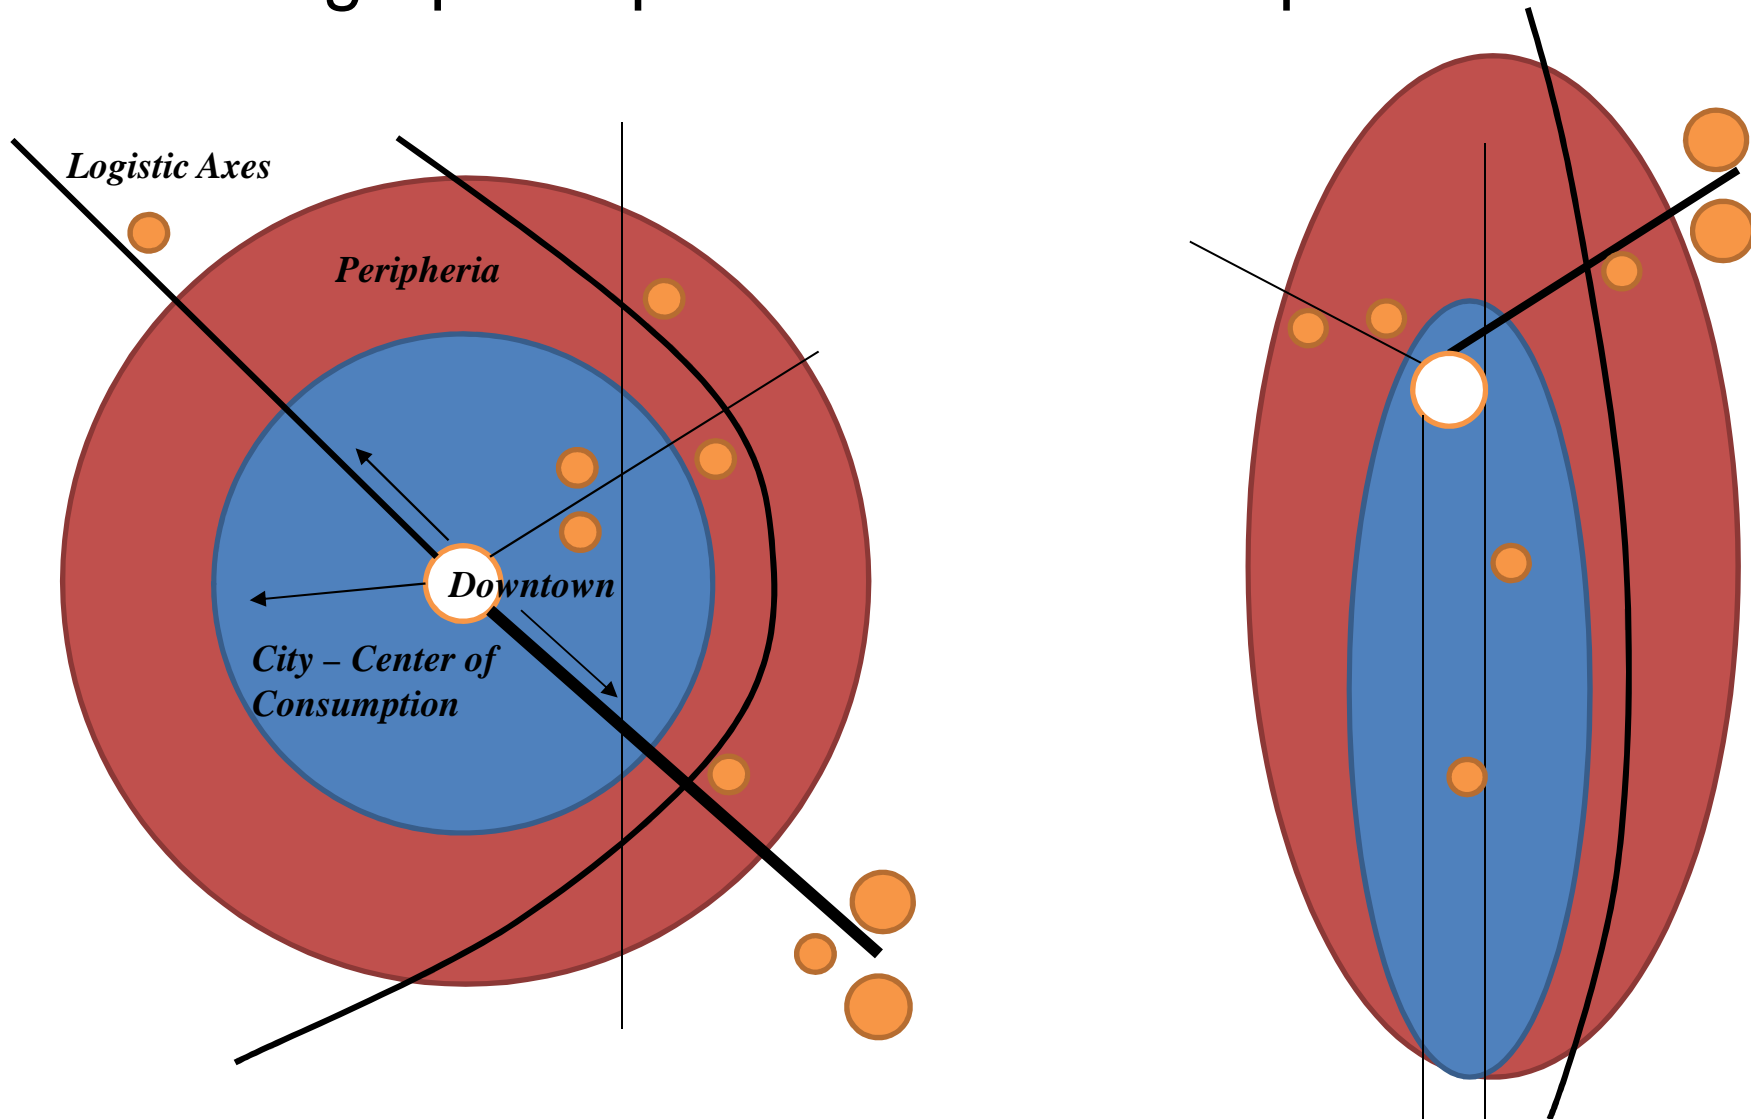 Logistic Axes
Peripheria
Downtown
City – Center of
Consumption